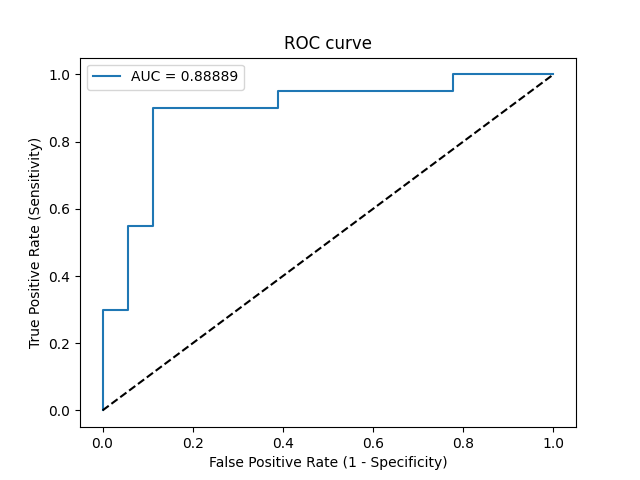 ROC curve
AUC = 0.88889
1.0
0.8
0.6
0.4
0.2
0.0
True Positive Rate (Sensitivity)
0.0 0.2 0.4 0.6 0.8 1.0
False Positive Rate (1 - Specificity)